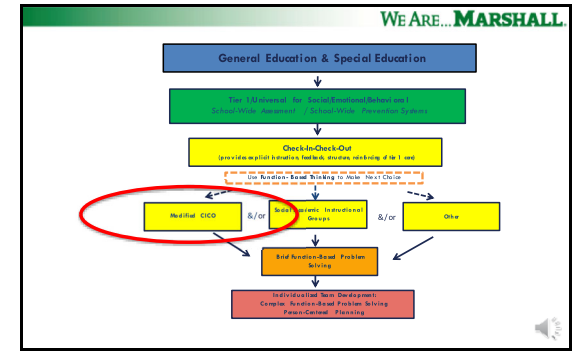 WE ARE... MARSHALL.
General Education & Special Education
Tier 1/Universal for Social/Emotional/Behavioral
School-Wide Assessment / School-Wide Prevention Systems
Check-In-Check-Out
(provides explicit instruction, feedback, structure, reinforcing of tier 1 core)
Use Function-Based Thinking to Make Next Choice
Modified CICO
&/or
Social Academic Instructional
Groups
&/or
Other
Brief Function-Based Problem
Solving
Individualized Team Development:
Complex Function-Based Problem Solving
Person-Centered Planning